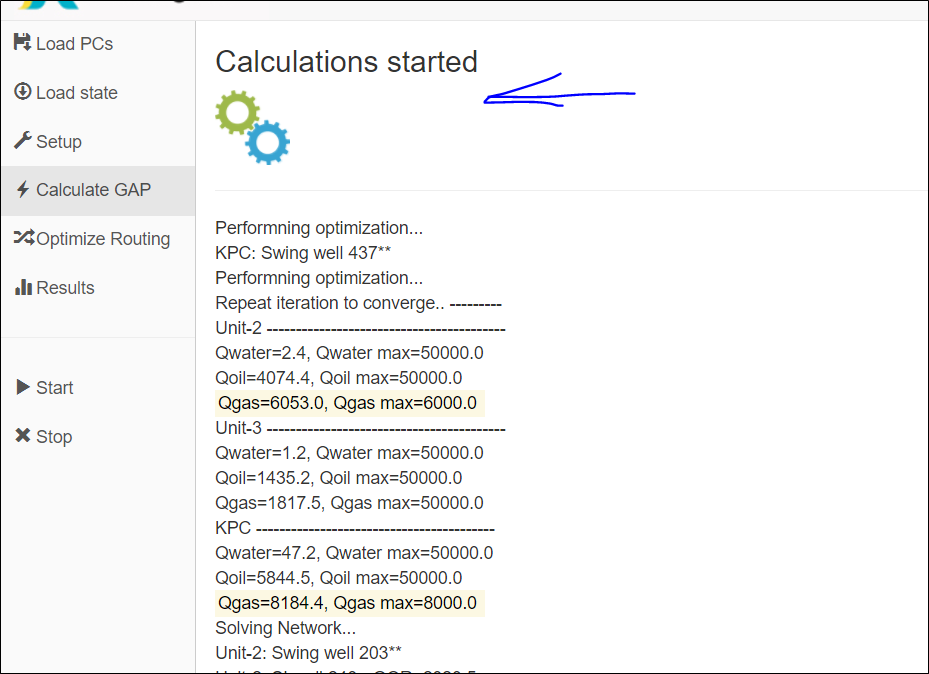 Load PCs
Load state
Setup
Calculate GAP
Optimize Routing
Results
Start
Stop
Calculations started
Performning optimization...
KPC: Swing well 437**
Performning optimization...
Repeat iteration to converge.. ---------
Unit-2 -----------------------------------------
Qwater=2.4, Qwater max=50000.0
Qoil=4074.4, Qoil max=50000.0
Qgas=6053.0, Qgas max=6000.0
Unit-3 -----------------------------------------
Qwater=1.2, Qwater max=50000.0
Qoil=1435.2, Qoil max=50000.0
Qgas=1817.5, Qgas max=50000.0
KPC -----------------------------------------
Qwater=47.2, Qwater max=50000.0
Qoil=5844.5, Qoil max=50000.0
Qgas=8184.4, Qgas max=8000.0
Solving Network...
Unit-2: Swing well 203**